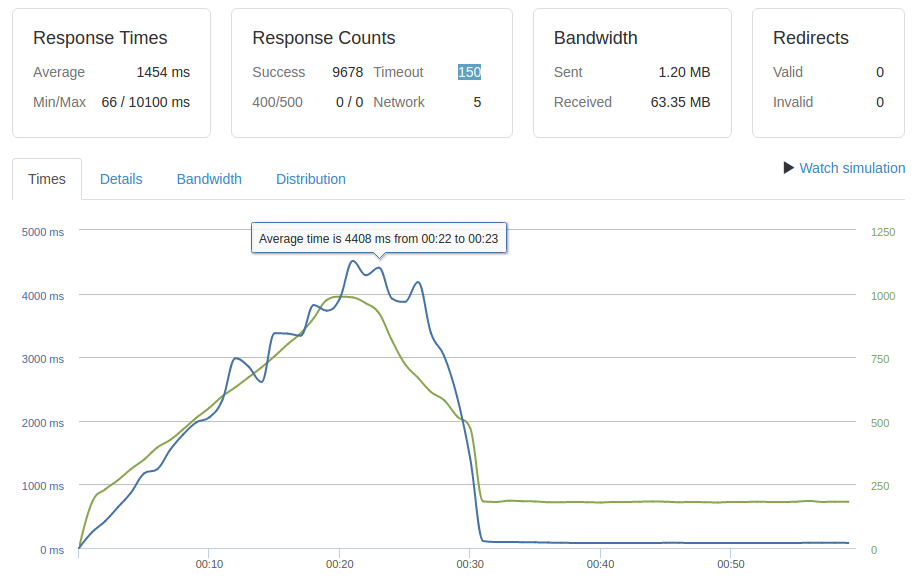 Response Times
Average 1454 ms
Min/Max 66 / 10100 ms
Response Counts
Success 9678 Timeout 150
400/500 0 / 0 Network 5
Bandwidth
Sent 1.20 MB
Received 63.35 MB
Redirects
Valid 0
Invalid 0
Times Details Bandwidth Distribution
Watch simulation
Average time is 4408 ms from 00:22 to 00:23
5000 ms 1250
4000 ms 1000
3000 ms 750
2000 ms 500
1000 ms 250
0 ms 0
00:10 00:20 00:30 00:40 00:50